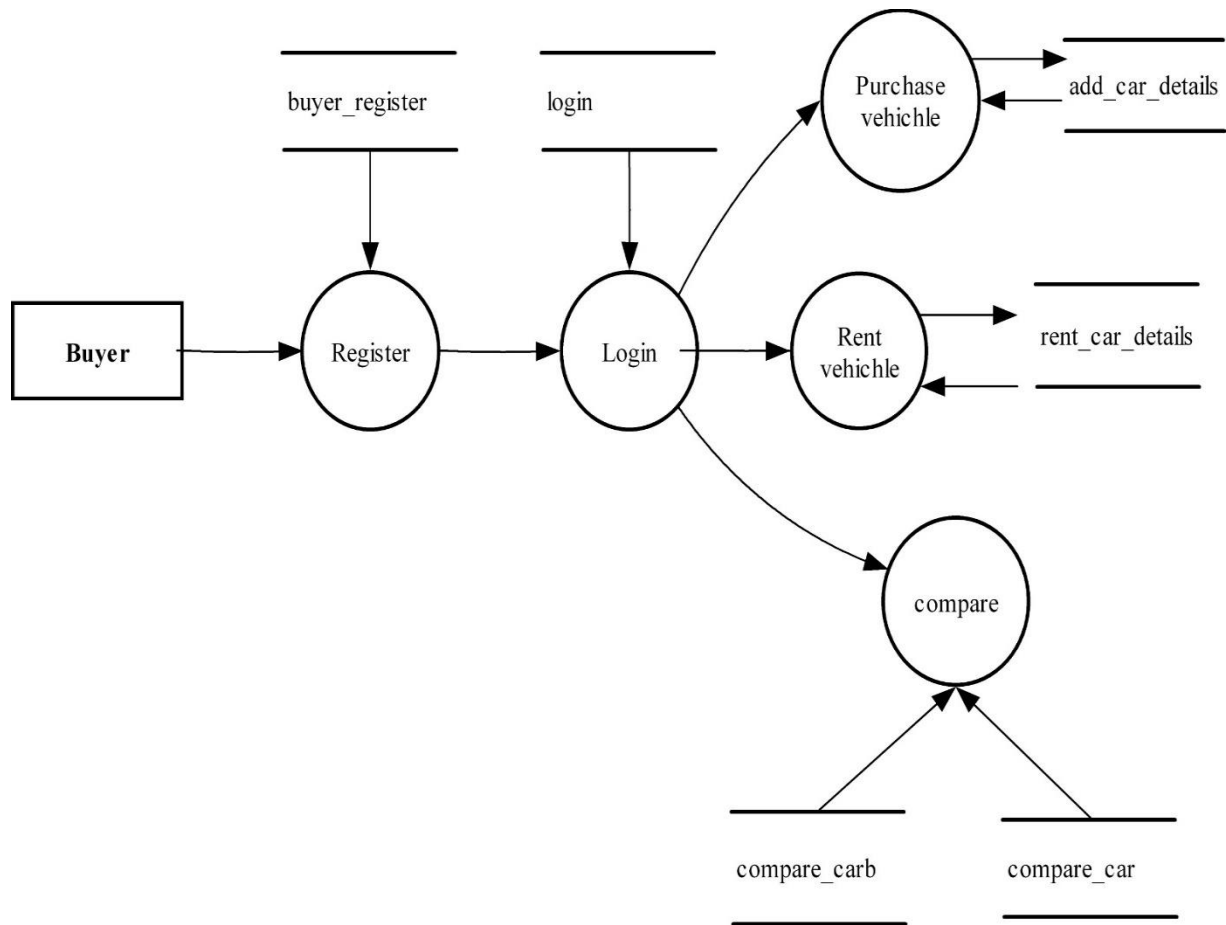 buyer_register
login
Purchase
vehichle
add_car_details
Buyer
Register
Login
Rent
vehichle
rent_car_details
compare
compare_carb
compare_car